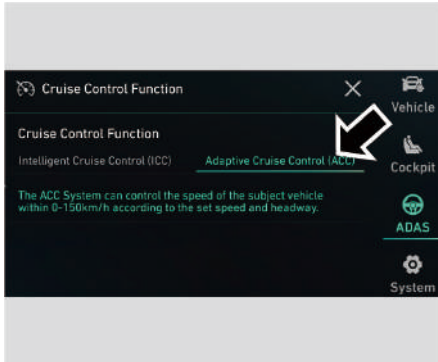 Cruise Control Function
Vehicle
Cruise Control Function
Intelligent Cruise Control (ICC) Adaptive Cruise Control (ACC)
Cockpit
The ACC System can control the speed of the subject vehicle
within 0-150km/h according to the set speed and headway.
ADAS
System